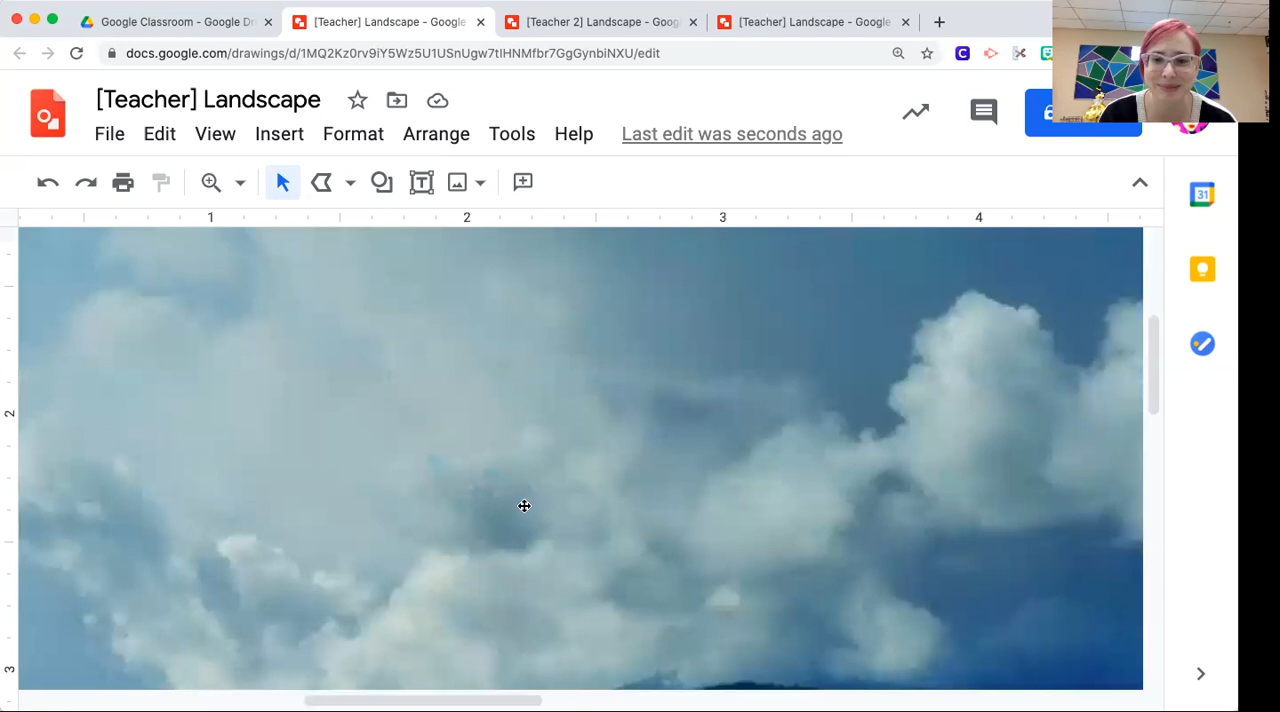 Google Classroom - Google Dr
[Teacher] Landscape - Google
[Teacher 2] Landscape - Goog
[Teacher] Landscape - Google
docs.google.com/drawings/d/1MQ2Kz0rv9iY5Wz5U1USnUgw7tIHNMfbr7GgGynbiNXU/edit
[Teacher] Landscape
File Edit View Insert Format Arrange Tools Help Last edit was seconds ago
1 2 3 4
31
2
3